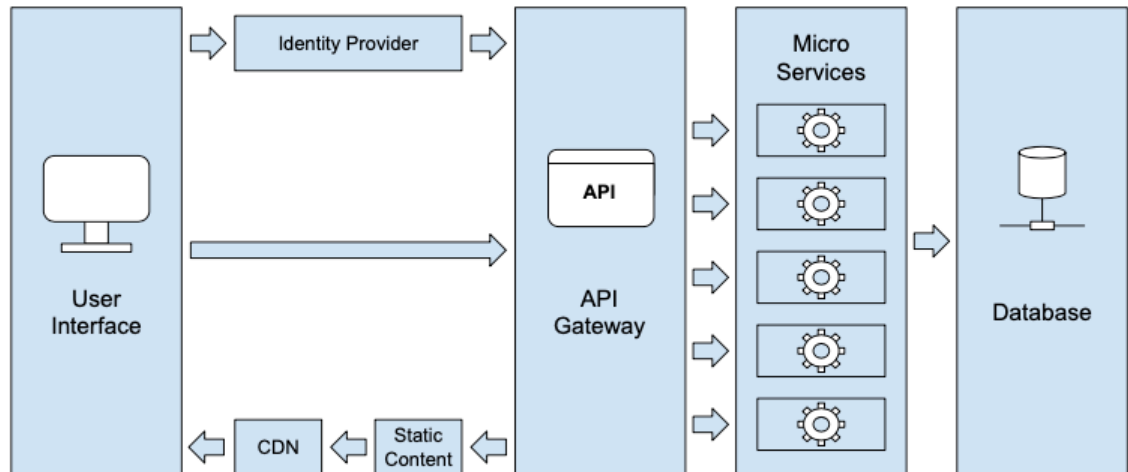 Identity Provider
Micro
Services
API
User
Interface
API
Gateway
Database
CDN
Static
Content